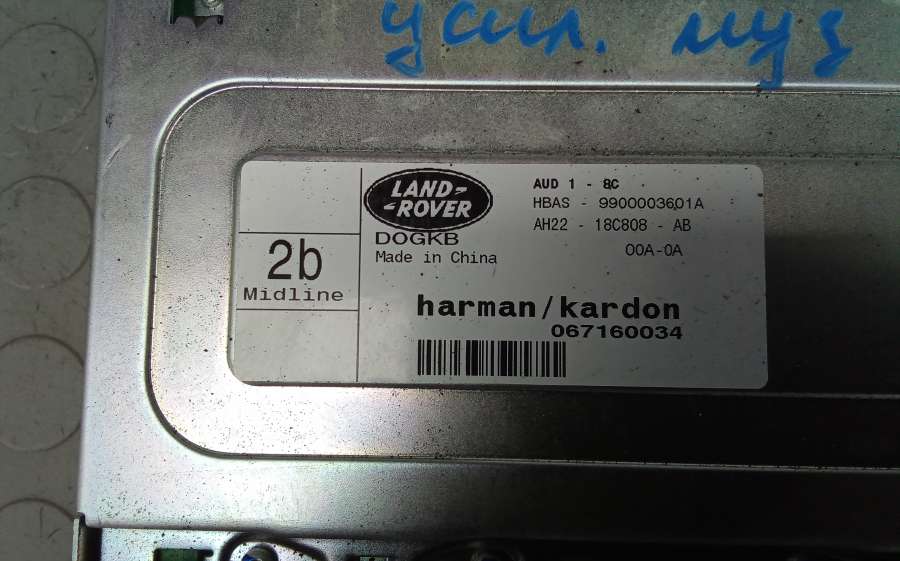 усил. муз
LAND-
-ROVER
DOGKB
Made in China
2b
Midline
AUD 1 - 8C
HBAS - 9900003601A
AH22 - 18C808 - AB
00A-0A
harman/kardon
067160034